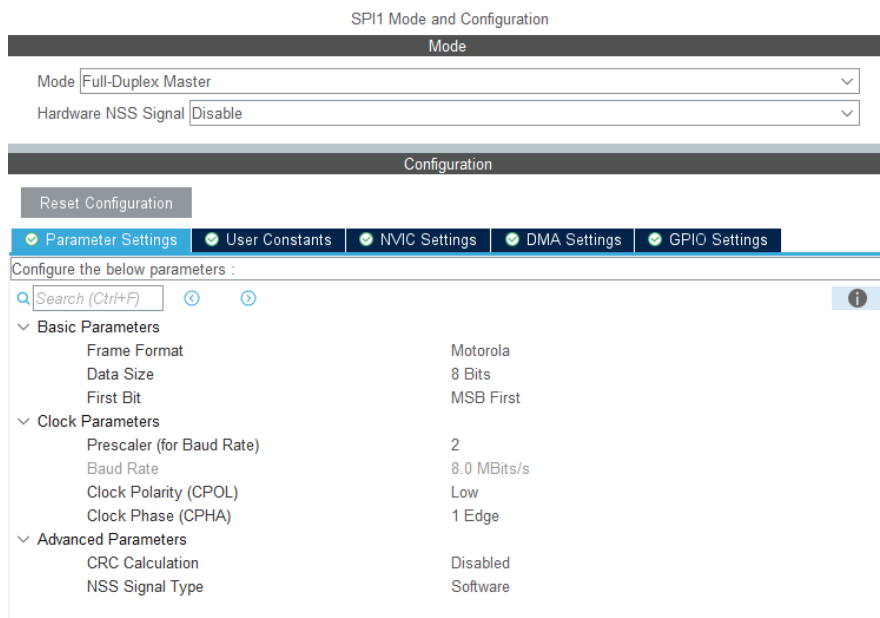 SPI1 Mode and Configuration
Mode
Mode Full-Duplex Master
Hardware NSS Signal Disable
Configuration
Reset Configuration
Parameter Settings User Constants NVIC Settings DMA Settings GPIO Settings
Configure the below parameters :
Search (Ctrl+F)
Basic Parameters
Frame Format Motorola
Data Size 8 Bits
First Bit MSB First
Clock Parameters
Prescaler (for Baud Rate) 2
Baud Rate 8.0 MBits/s
Clock Polarity (CPOL) Low
Clock Phase (CPHA) 1 Edge
Advanced Parameters
CRC Calculation Disabled
NSS Signal Type Software